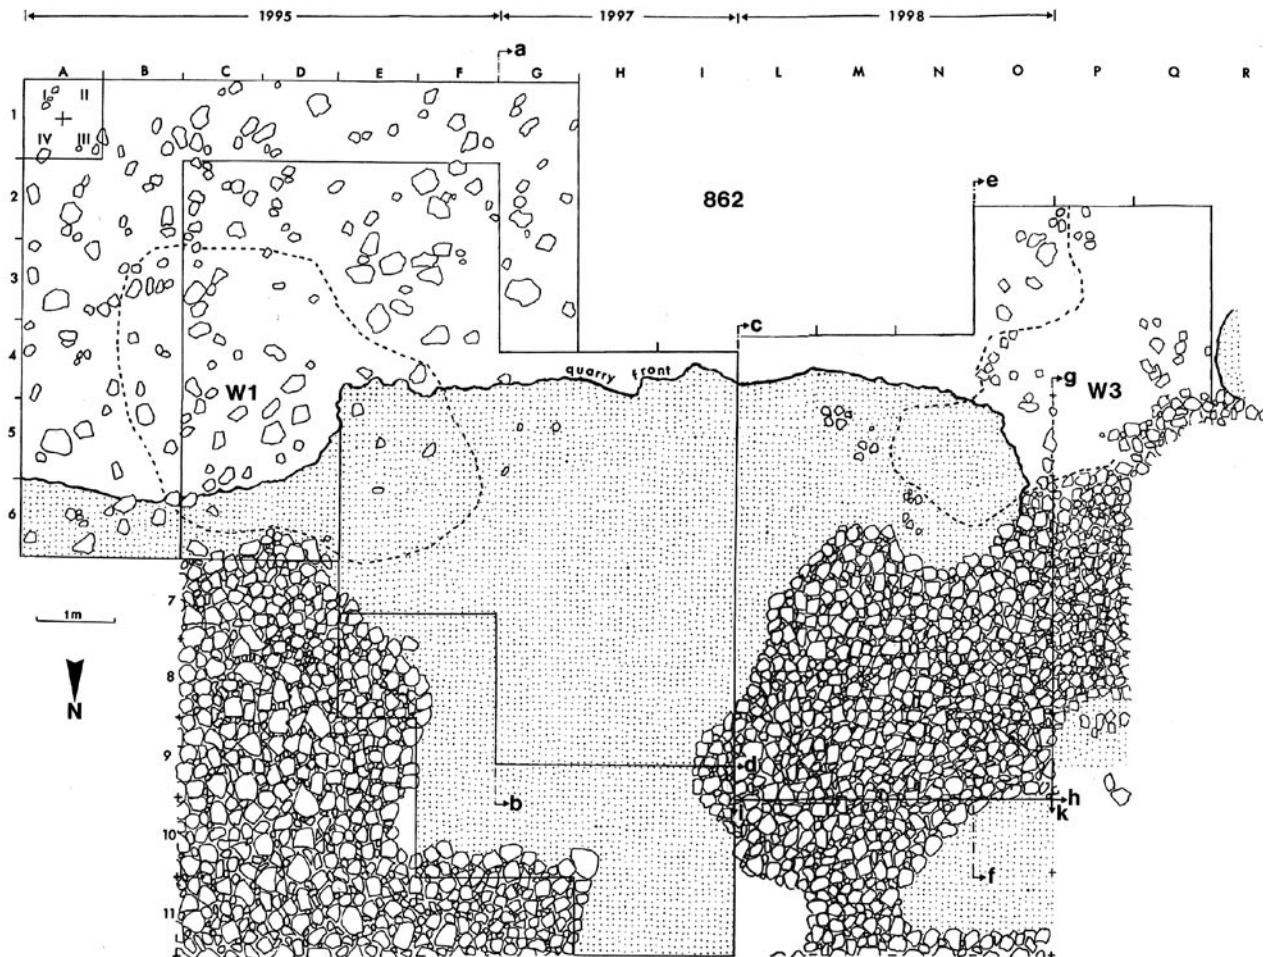 1995 1997 1998
a
A B C D E F G H I L M N O P Q R
I II
1
IV III
e
2
862
3
c
4
quarry front
g
W1 W3
5
6
1m
7
8
N
9
d
b
h
i k
10
f
11